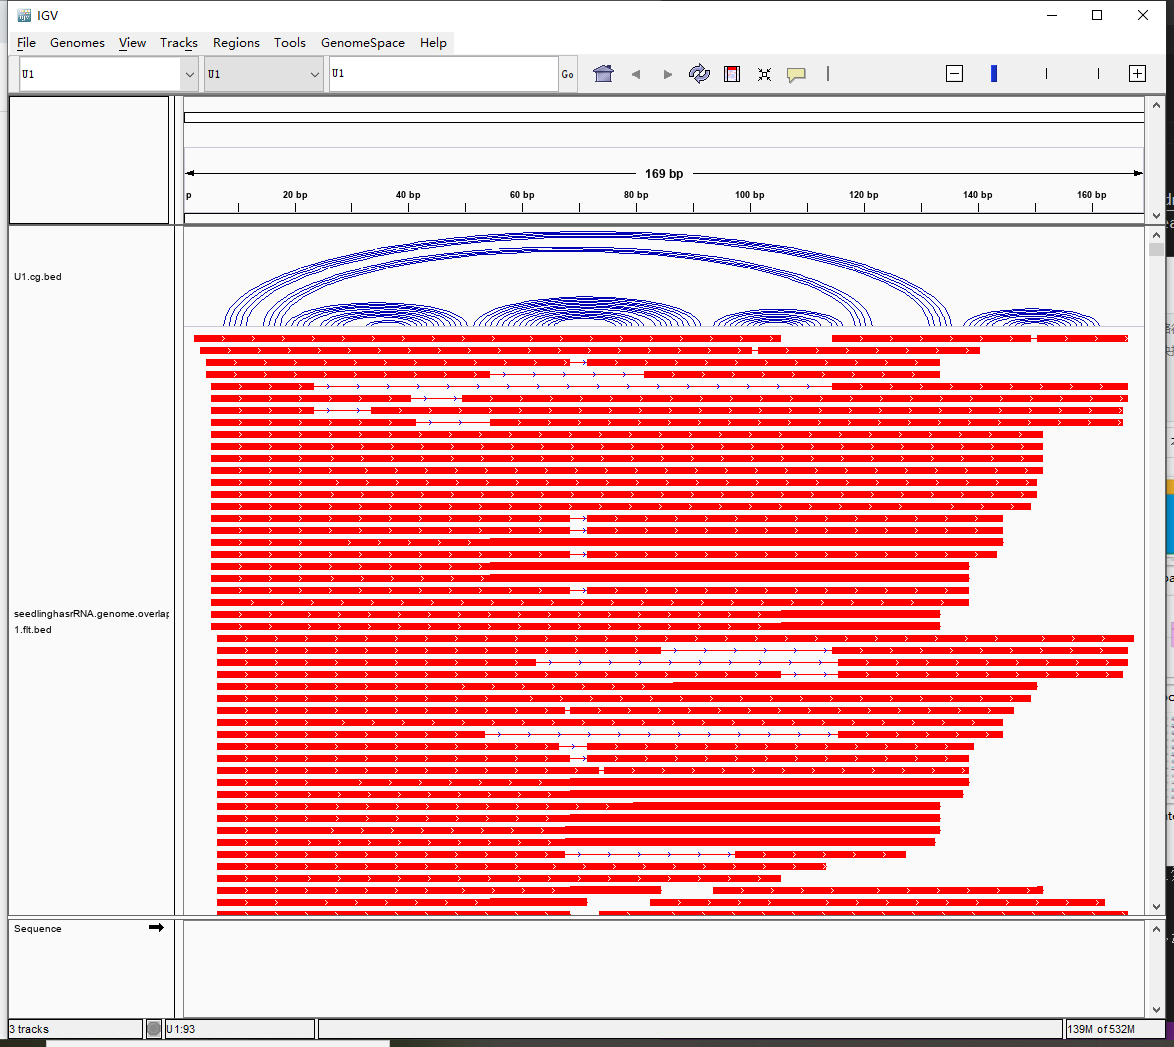 IGV
File Genomes View Tracks Regions Tools GenomeSpace Help
U1 U1 U1 Go
169 bp
p 20 bp 40 bp 60 bp 80 bp 100 bp 120 bp 140 bp 160 bp
U1.cg.bed
seedlinghasrRNA.genome.overlap
1.flt.bed
Sequence
3 tracks U1:93 139M of 532M